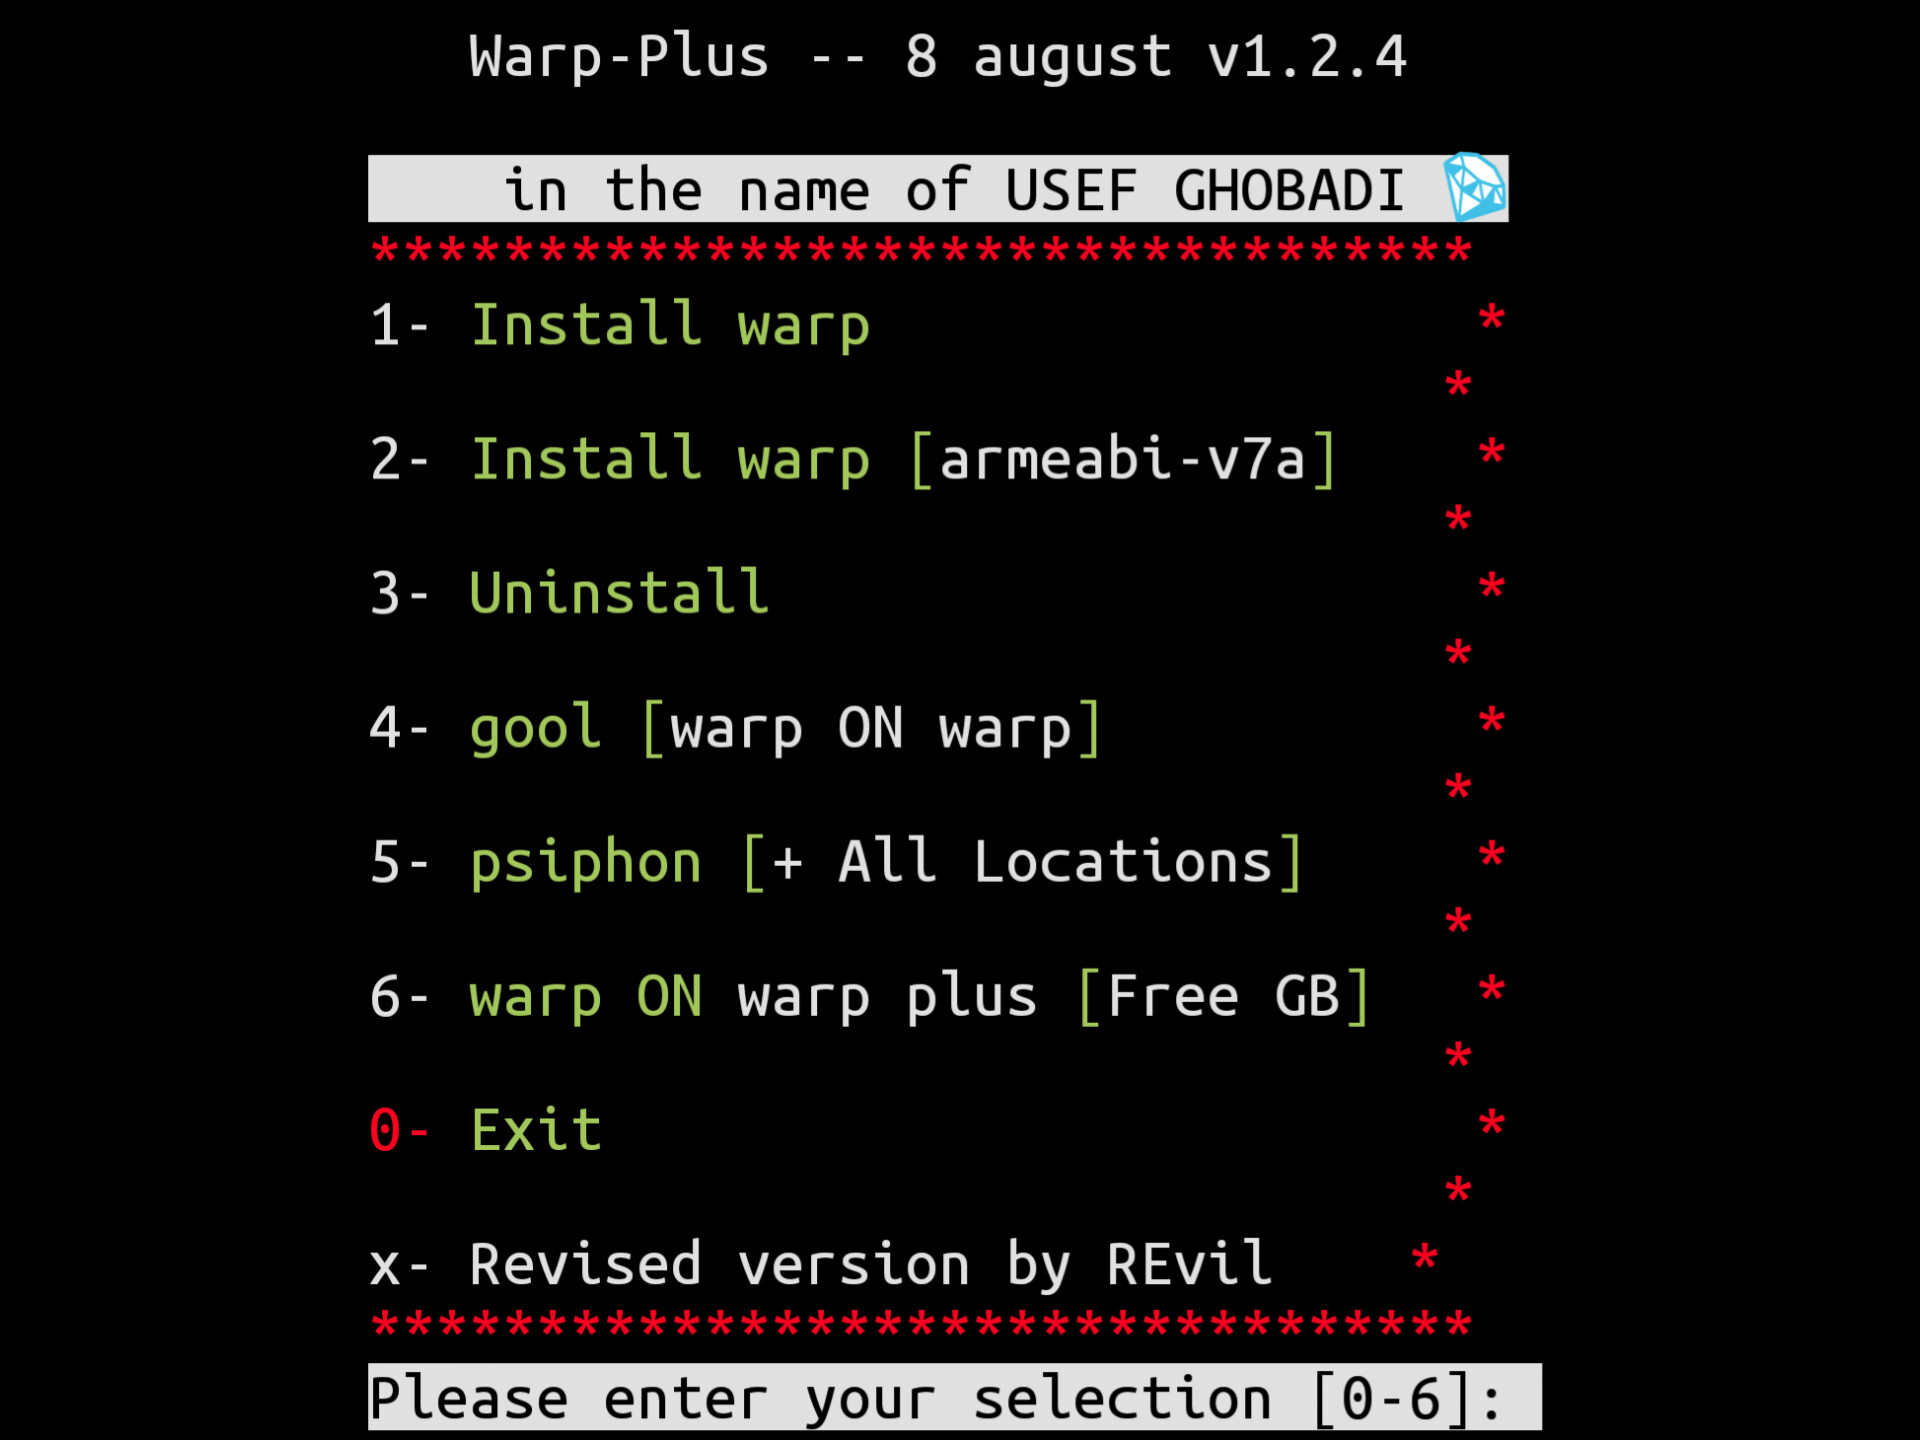 Warp-Plus -- 8 august v1.2.4
in the name of USEF GHOBADI 💎
*********************************
1- Install warp *
*
2- Install warp [armeabi-v7a] *
*
3- Uninstall *
*
4- gool [warp ON warp] *
*
5- psiphon [+ All Locations] *
*
6- warp ON warp plus [Free GB] *
*
0- Exit *
*
x- Revised version by REvil *
*********************************
Please enter your selection [0-6]: